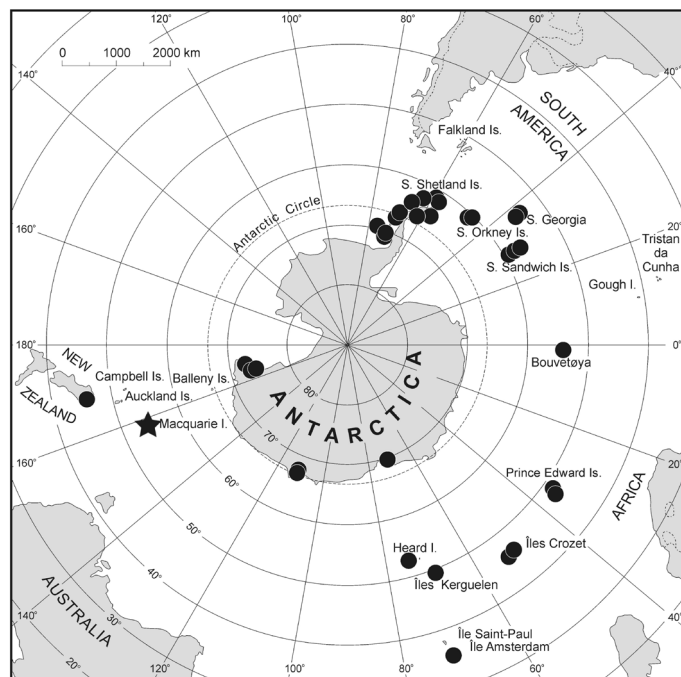 120°
100°
80°
60°
0 1000 2000 km
140°
40°
SOUTH
AMERICA
Falkland Is.
160°
Antarctic Circle
S. Shetland Is.
S. Georgia
S. Orkney Is.
20°
Tristan
da
Cunha
S. Sandwich Is.
Gough I.
180°
NEW
ZEALAND
Campbell Is.
Auckland Is.
Balleny Is.
Macquarie I.
Bouvetøya
0°
80°
ANTARCTICA
70°
60°
50°
40°
30°
20°
160°
Prince Edward Is.
20°
AFRICA
Îles Crozet
Heard I.
Îles Kerguelen
AUSTRALIA
Île Saint-Paul
Île Amsterdam
40°
140°
120°
100°
80°
60°